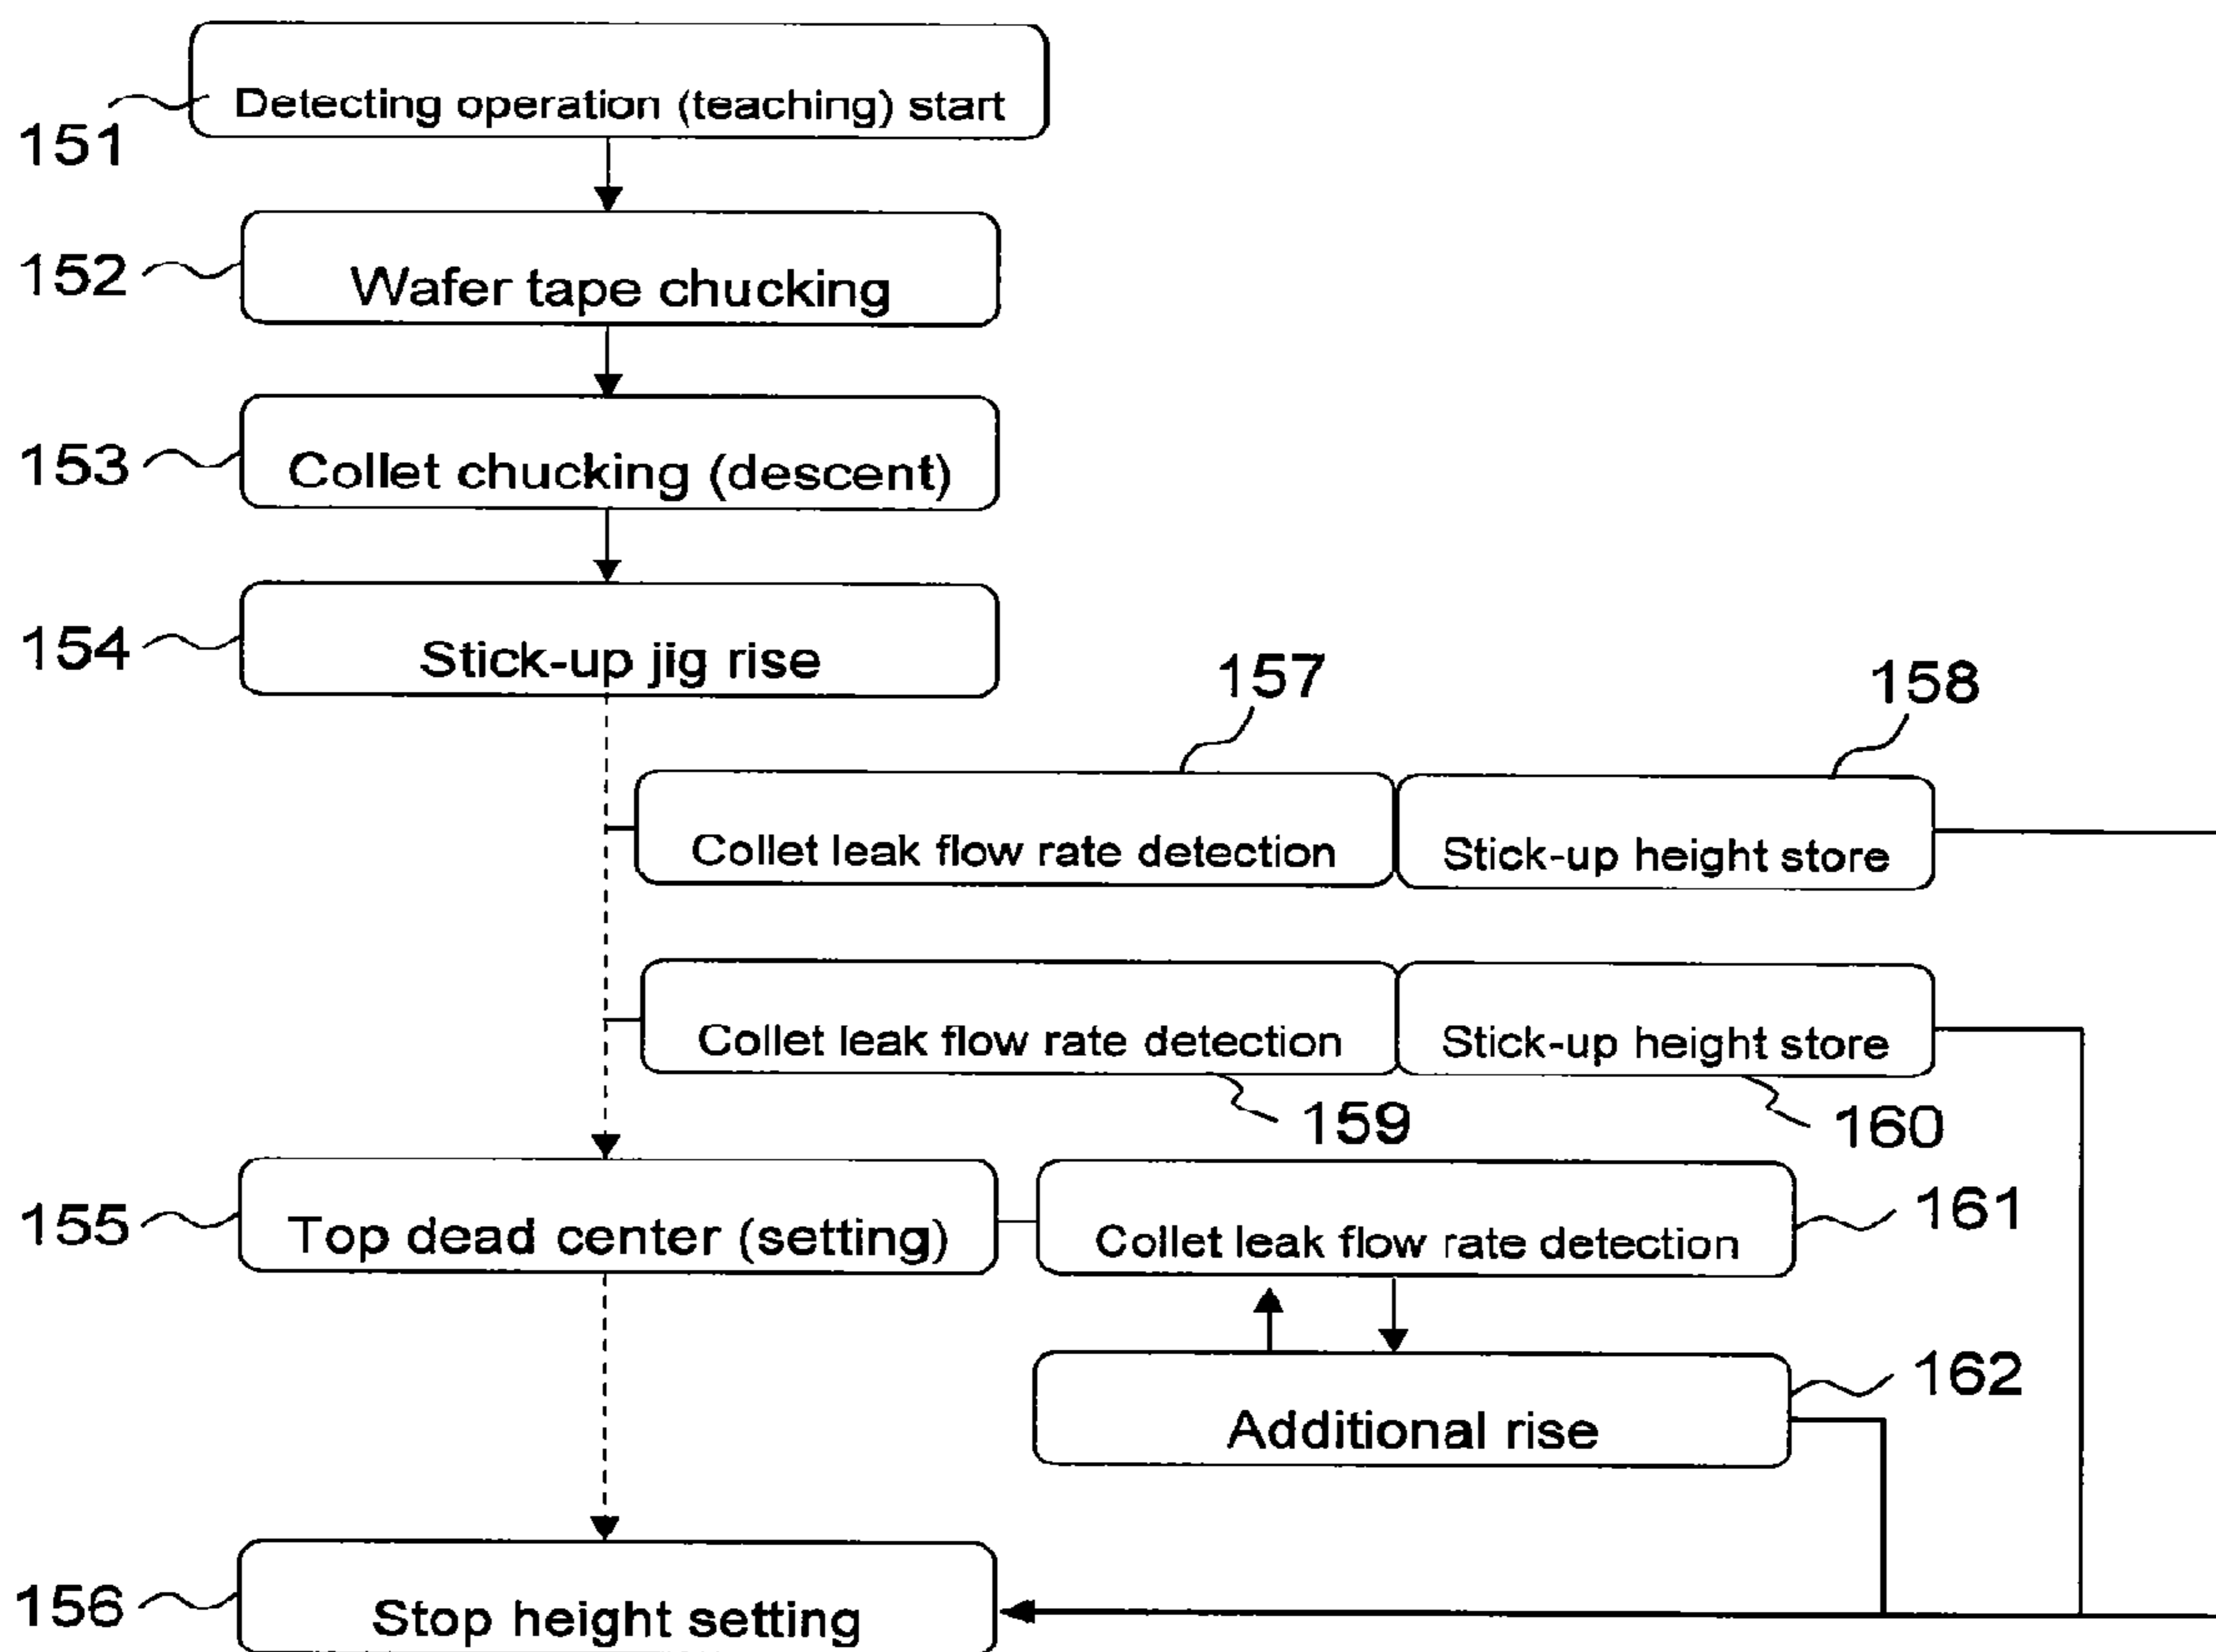 Detecting operation (teaching) start
151
152
Wafer tape chucking
153
Collet chucking (descent)
154
Stick-up jig rise
157
158
Collet leak flow rate detection
Stick-up height store
Collet leak flow rate detection
Stick-up height store
159
160
155
Top dead center (setting)
Collet leak flow rate detection
161
162
Additional rise
156
Stop height setting